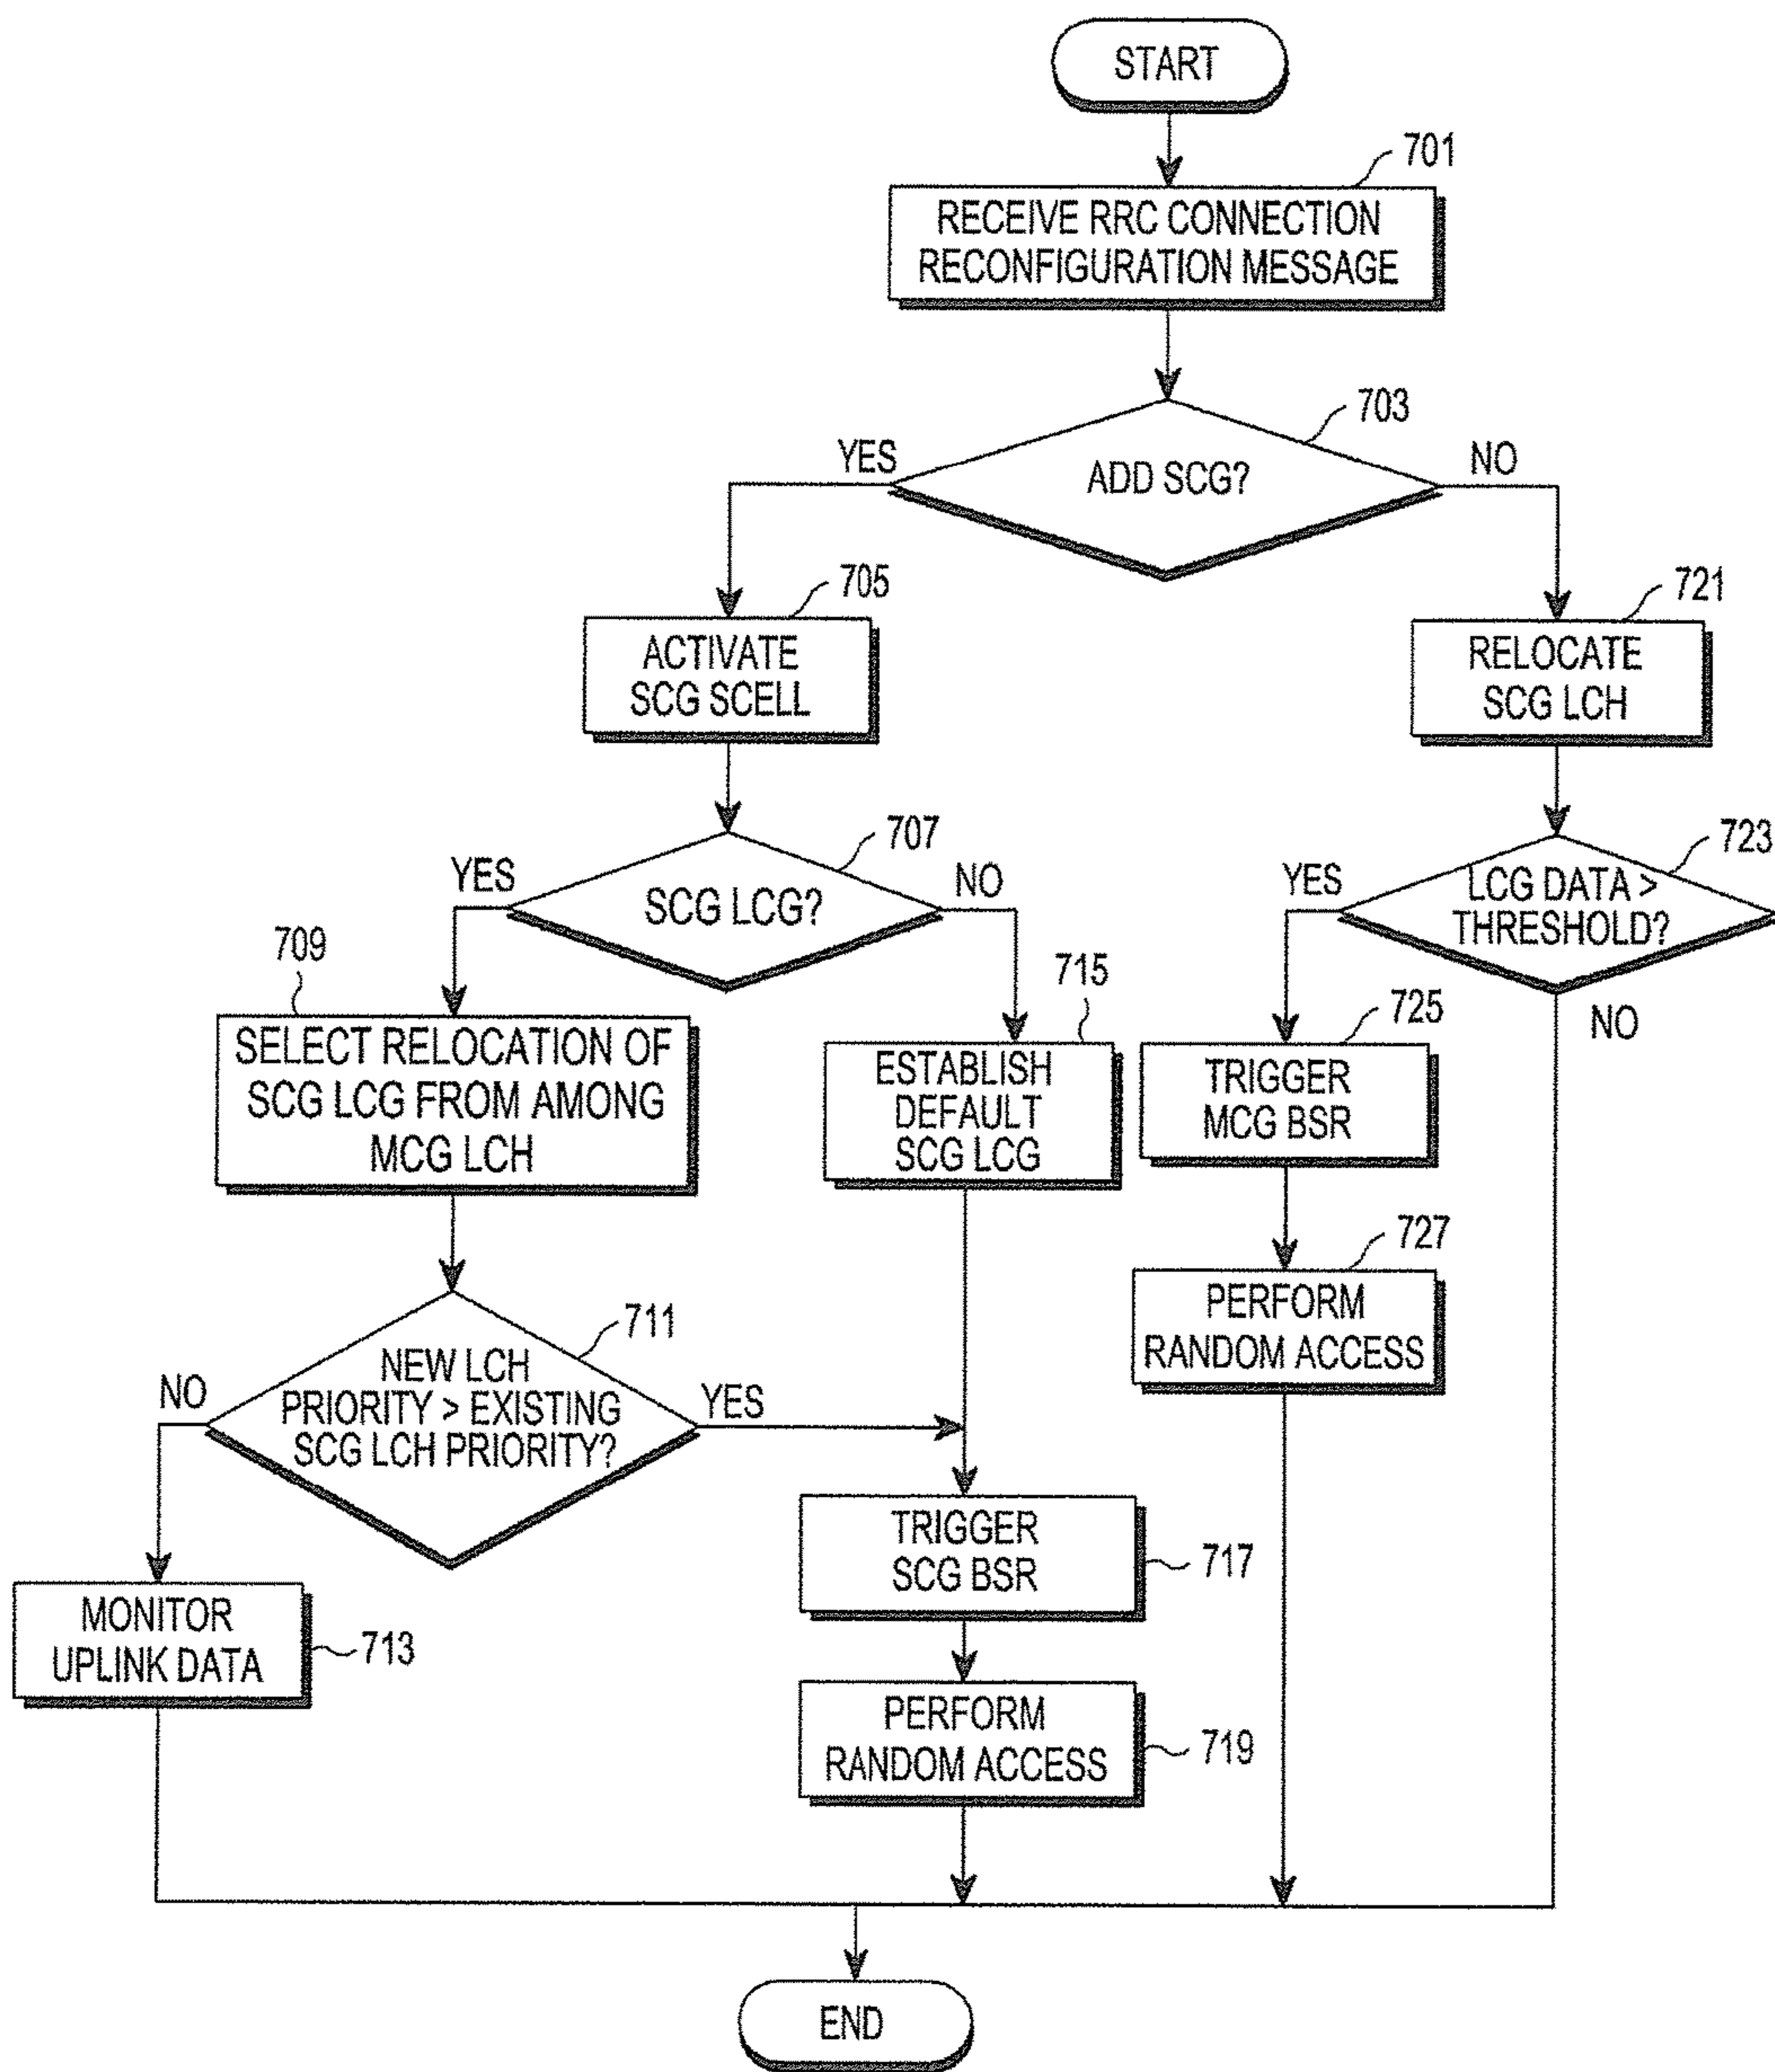 START
701
RECEIVE RRC CONNECTION
RECONFIGURATION MESSAGE
703
YES
ADD SCG?
NO
705
ACTIVATE
SCG SCELL
721
RELOCATE
SCG LCH
707
YES
SCG LCG?
NO
723
YES
LCG DATA >
THRESHOLD?
NO
709
SELECT RELOCATION OF
SCG LCG FROM AMONG
MCG LCH
715
ESTABLISH
DEFAULT
SCG LCG
725
TRIGGER
MCG BSR
727
PERFORM
RANDOM ACCESS
711
NO
NEW LCH
PRIORITY > EXISTING
SCG LCH PRIORITY?
YES
MONITOR
UPLINK DATA
713
TRIGGER
SCG BSR
717
PERFORM
RANDOM ACCESS
719
END